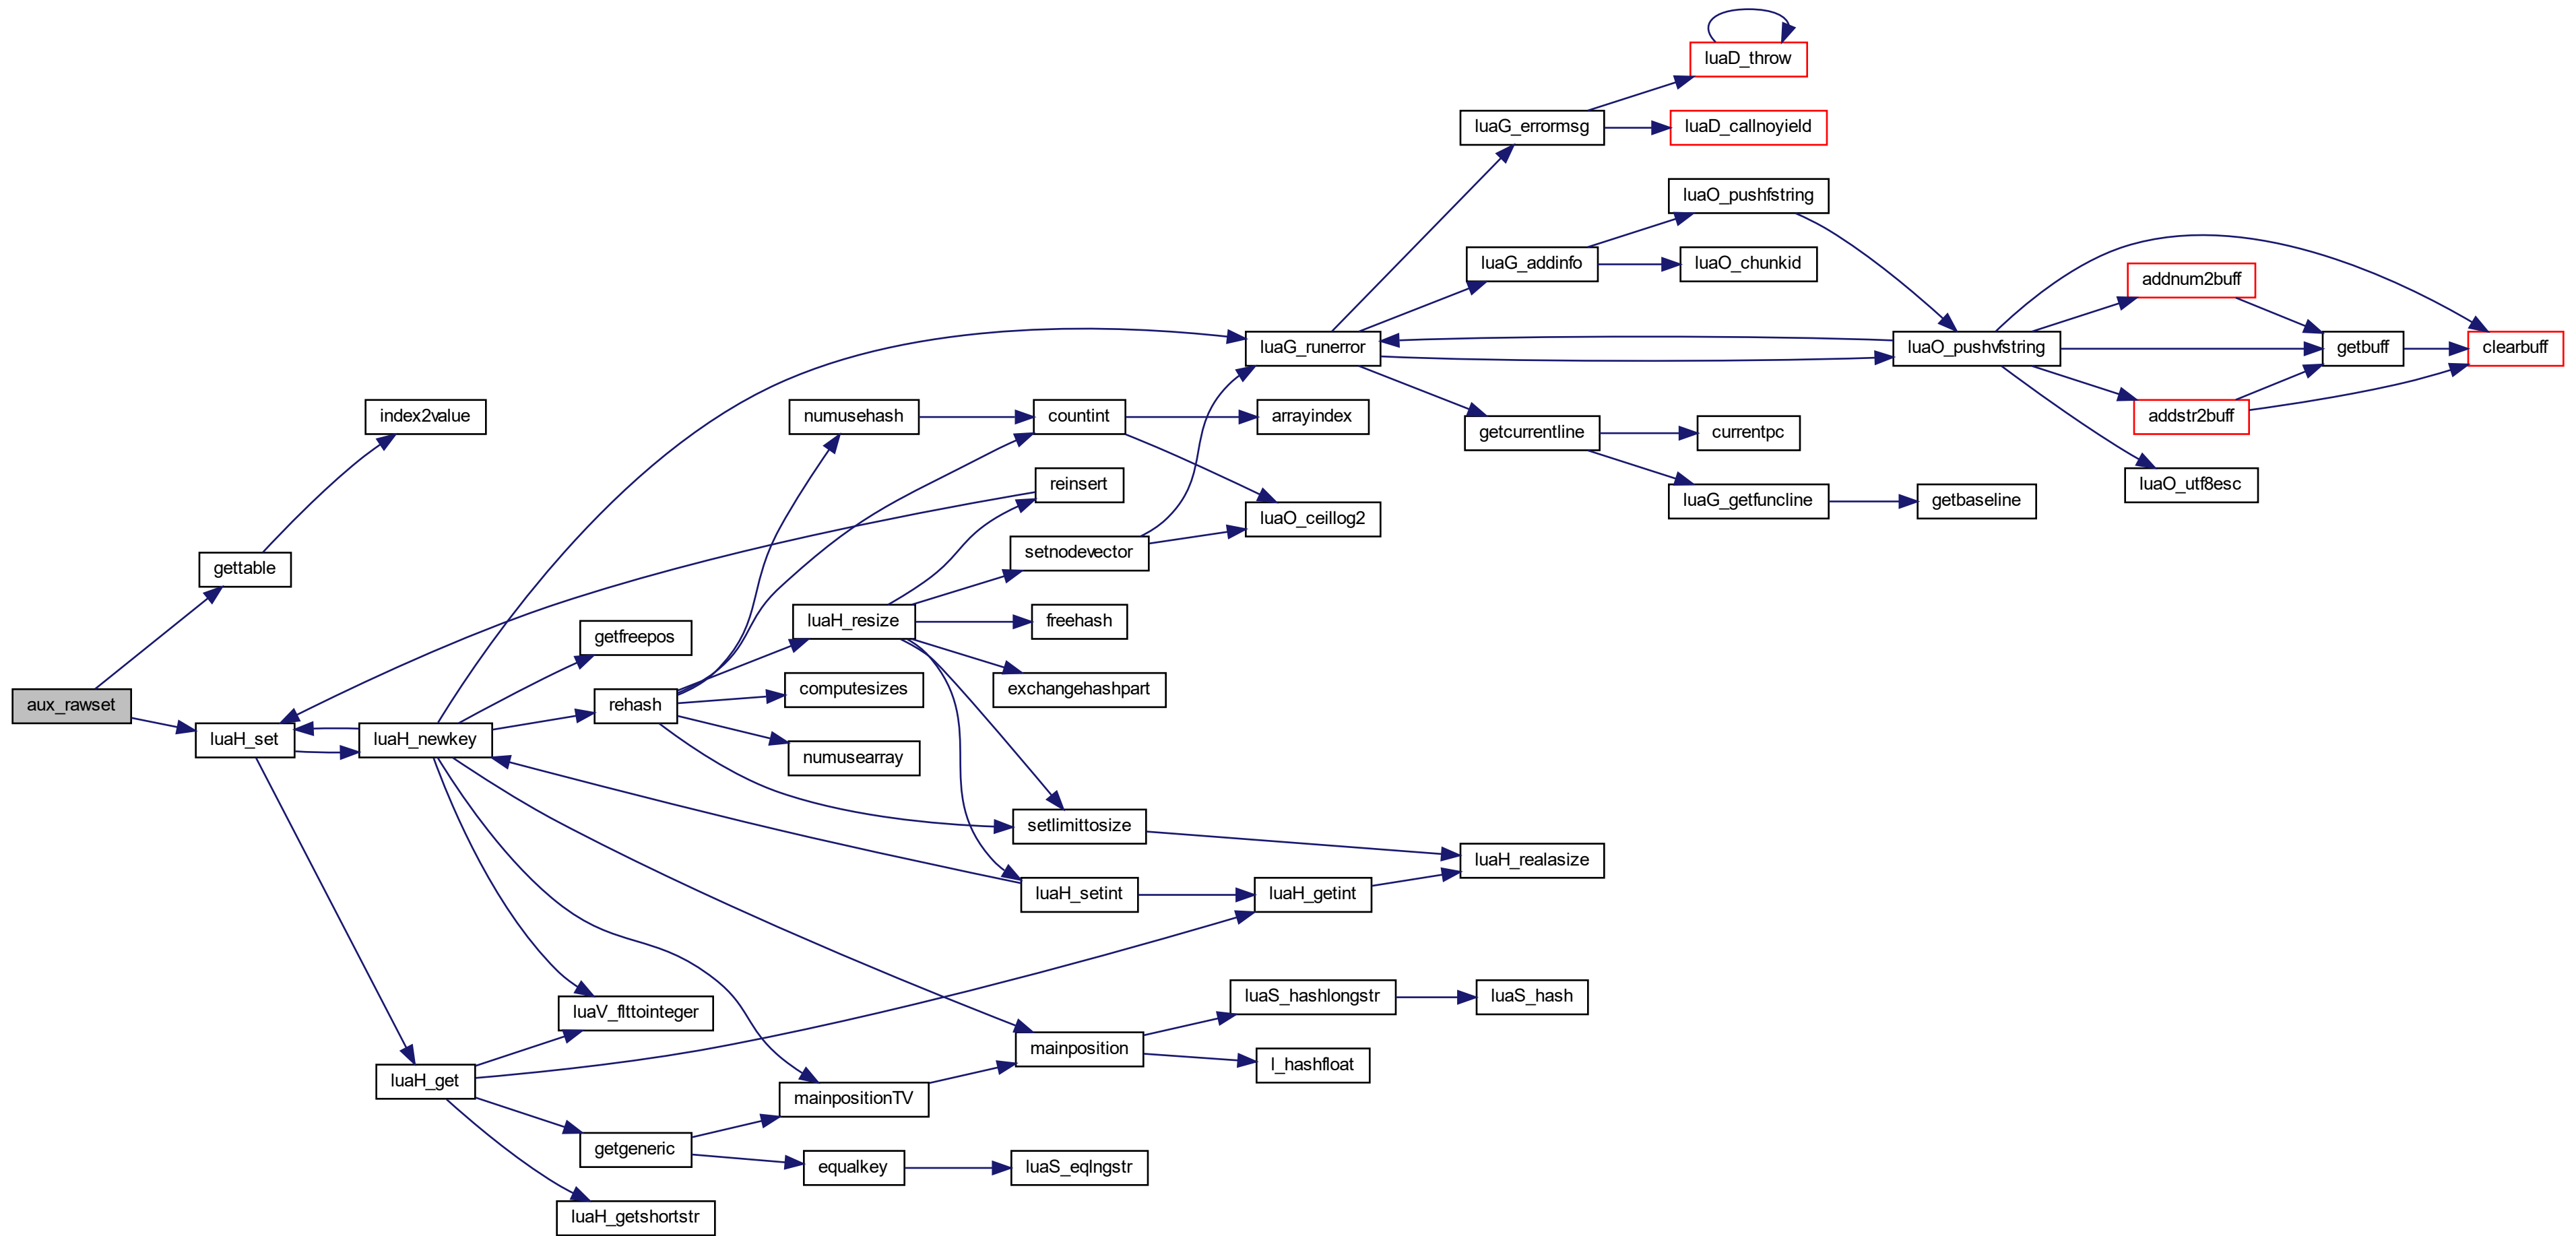 luaD_throw
luaG_errormsg
luaD_callnoyield
luaO_pushfstring
luaG_addinfo
luaO_chunkid
addnum2buff
luaG_runerror
luaO_pushvfstring
getbuff
clearbuff
index2value
numusehash
countint
arrayindex
getcurrentline
currentpc
addstr2buff
reinsert
luaO_utf8esc
luaG_getfuncline
getbaseline
luaO_ceillog2
setnodevector
gettable
luaH_resize
freehash
getfreepos
computesizes
exchangehashpart
aux_rawset
rehash
luaH_set
luaH_newkey
numusearray
setlimittosize
luaH_realasize
luaH_setint
luaH_getint
luaS_hashlongstr
luaS_hash
luaV_flttointeger
mainposition
l_hashfloat
luaH_get
mainpositionTV
getgeneric
equalkey
luaS_eqlngstr
luaH_getshortstr